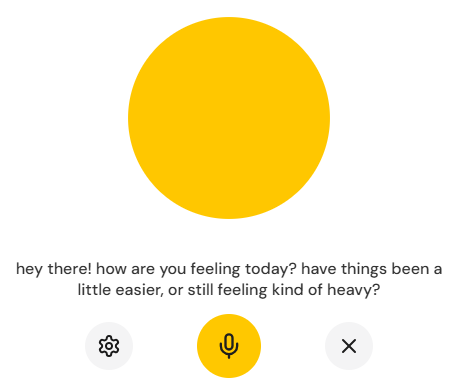 hey there! how are you feeling today? have things been a
little easier, or still feeling kind of heavy?